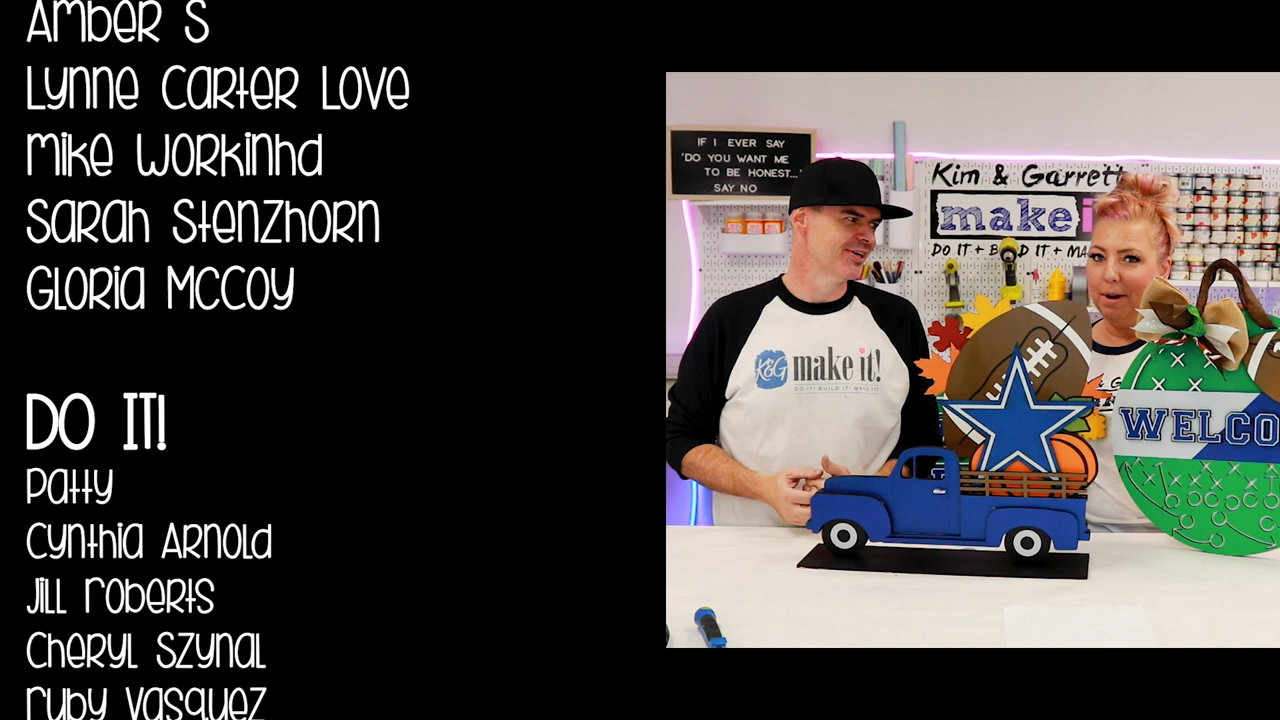 Amber S
Lynne Carter Love
Mike Workinhd
Sarah Stenzhorn
Gloria McCoy
DO IT!
Patty
Cynthia Arnold
Jill Roberts
Cheryl Szynal
Ruby Vasquez
IF I EVER SAY
'DO YOU WANT ME
TO BE HONEST...'
SAY NO
Kim & Garrett
make i
DO IT + B D IT + MA
K&G make it!
DO IT! BUILD IT! MAKE IT!
WELCO